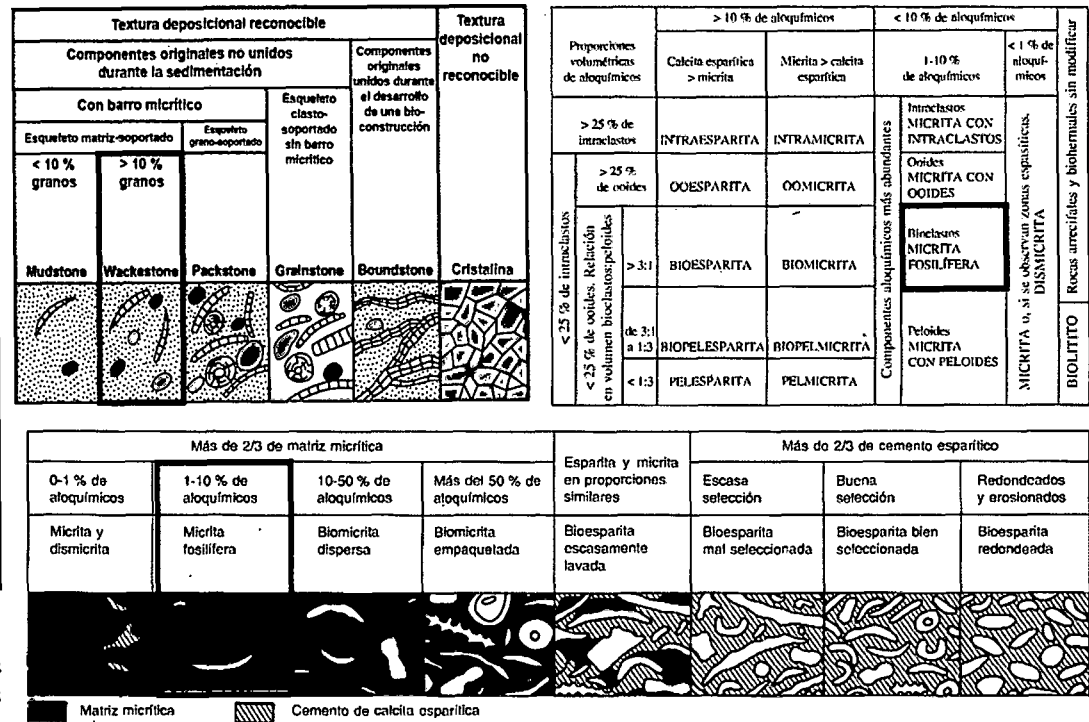 Textura deposicional reconocible
Textura
deposicional
no
reconocible
Componentes originales no unidos
durante la sedimentación
Componentes
originales
unidos durante
el desarrollo
de una bio-
construcción
Con barro micrítico
Esqueleto
clasto-
soportado
sin barro
micrítico
Esqueleto matriz-soportado
Esqueleto
grano-soportado
< 10 %
granos
> 10 %
granos
Mudstone
Wackestone
Packstone
Grainstone
Boundstone
Cristalina
Proporciones
volumétricas
de aloquímicos
> 10 % de aloquímicos
< 10 % de aloquímicos
Calcita esparítica
> micrita
Micrita > calcita
esparítica
1-10 %
de aloquímicos
< 1 % de
aloquí-
micos
> 25 % de
intraclastos
INTRAESPARITA
INTRAMICRITA
Intraclastos
MICRITA CON
INTRACLASTOS
< 25 % de intraclastos
> 25 %
de ooides
OOESPARITA
OOMICRITA
Ooides
MICRITA CON
OOIDES
< 25 % de ooides. Relación
en volumen bioclastos:peloides
> 3:1
BIOESPARITA
BIOMICRITA
Bioclastos
MICRITA
FOSILÍFERA
de 3:1
a 1:3
BIOPELESPARITA
BIOPELMICRITA
Peloides
MICRITA
CON PELOIDES
< 1:3
PELESPARITA
PELMICRITA
Componentes aloquímicos más abundantes
MICRITA o, si se observan zonas espasíticas,
DISMICRITA
Rocas arrecifales y biohermales sin modificar
BIOLITITO
Más de 2/3 de matriz micrítica
Esparita y micrita
en proporciones
similares
Más do 2/3 de cemento esparítico
0-1 % de
aloquímicos
1-10 % de
aloquímicos
10-50 % de
aloquímicos
Más del 50 % de
aloquímicos
Escasa
selección
Buena
selección
Redondeados
y erosionados
Micrita y
dismicrita
Micrita
fosilífera
Biomicrita
dispersa
Biomicrita
empaquetada
Bioesparita
escasamente
lavada
Bioesparita
mal seleccionada
Bioesparita bien
seleccionada
Bioesparita
redondeada
Matriz micrítica
Cemento de calcita esparítica